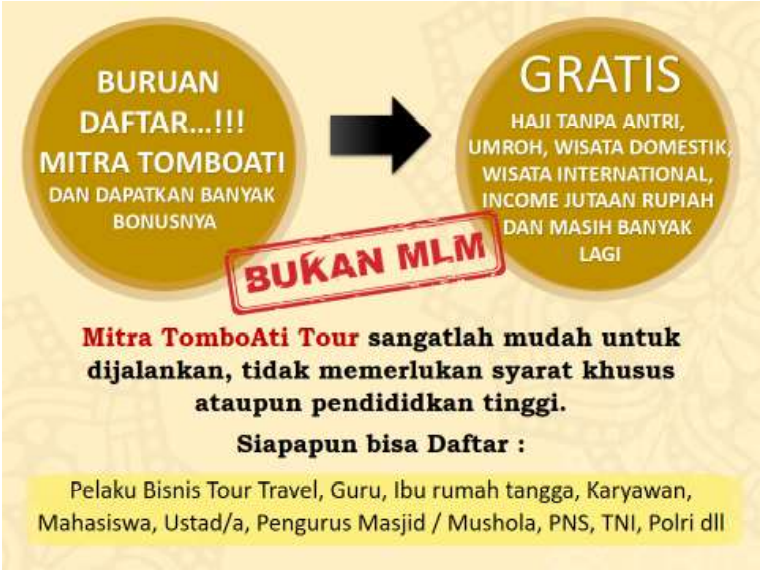 BURUAN
DAFTAR...!!!
MITRA TOMBOATI
DAN DAPATKAN BANYAK
BONUSNYA
GRATIS
HAJI TANPA ANTRI,
UMROH, WISATA DOMESTIK,
WISATA INTERNATIONAL,
INCOME JUTAAN RUPIAH
DAN MASIH BANYAK
LAGI
BUKAN MLM
Mitra TomboAti Tour sangatlah mudah untuk
dijalankan, tidak memerlukan syarat khusus
ataupun pendididkan tinggi.
Siapapun bisa Daftar :
Pelaku Bisnis Tour Travel, Guru, Ibu rumah tangga, Karyawan,
Mahasiswa, Ustad/a, Pengurus Masjid / Mushola, PNS, TNI, Polri dll